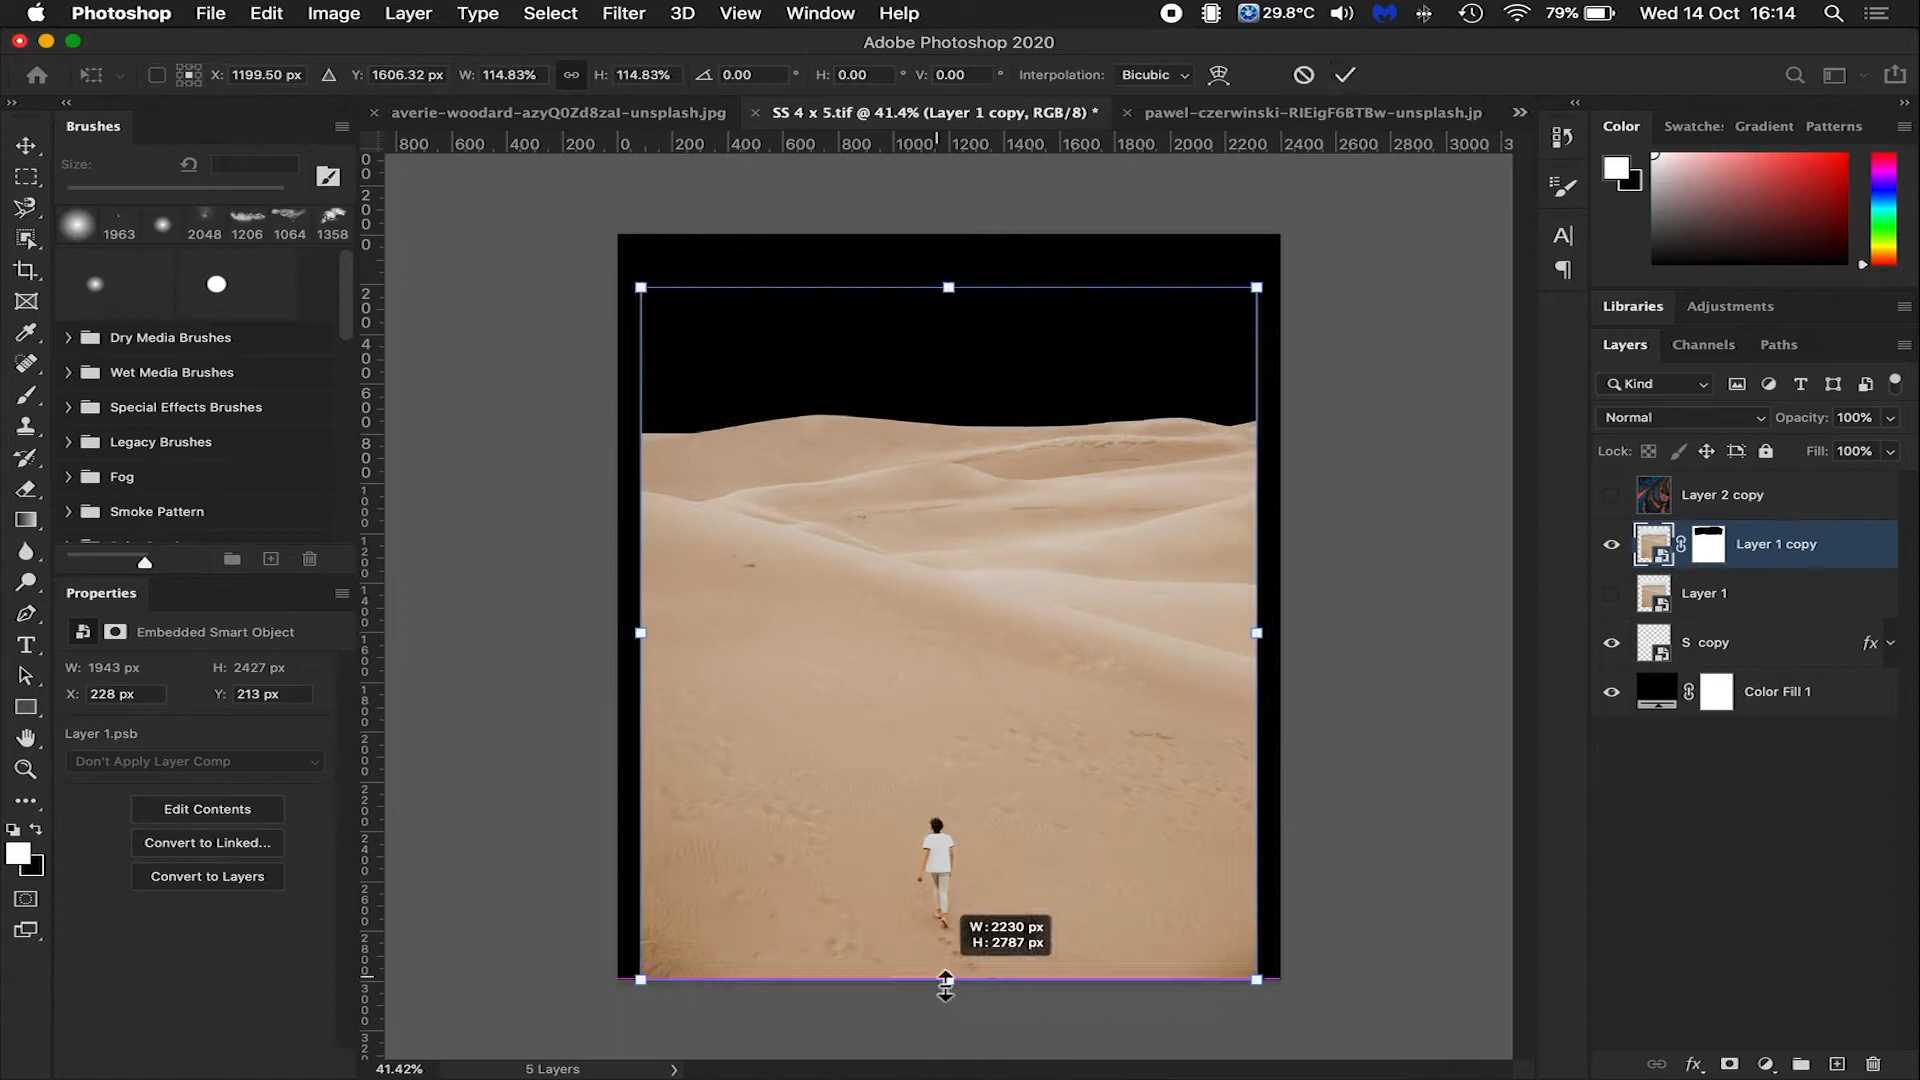 Photoshop File Edit Image Layer Type Select Filter 3D View Window Help 29.8°C 79% Wed 14 Oct 16:14
Adobe Photoshop 2020
X: 1199.50 px Y: 1606.32 px W: 114.83% H: 114.83% 0.00 ° H: 0.00 ° V: 0.00 ° Interpolation: Bicubic
averie-woodard-azyQ0Zd8zaI-unsplash.jpg SS 4 x 5.tif @ 41.4% (Layer 1 copy, RGB/8) * pawel-czerwinski-RIEigF6BTBw-unsplash.jp
800 600 400 200 0 200 400 600 800 1000 1200 1400 1600 1800 2000 2200 2400 2600 2800 3000 3
Brushes
Size:
1963 2048 1206 1064 1358
Dry Media Brushes
Wet Media Brushes
Special Effects Brushes
Legacy Brushes
Fog
Smoke Pattern
Properties
Embedded Smart Object
W: 1943 px H: 2427 px
X: 228 px Y: 213 px
Layer 1.psb
Don't Apply Layer Comp
Edit Contents
Convert to Linked...
Convert to Layers
W: 2230 px
H: 2787 px
41.42% 5 Layers
Color Swatche: Gradient Patterns
Libraries Adjustments
Layers Channels Paths
Kind
Normal Opacity: 100%
Lock: Fill: 100%
Layer 2 copy
Layer 1 copy
Layer 1
S copy fx
Color Fill 1
fx